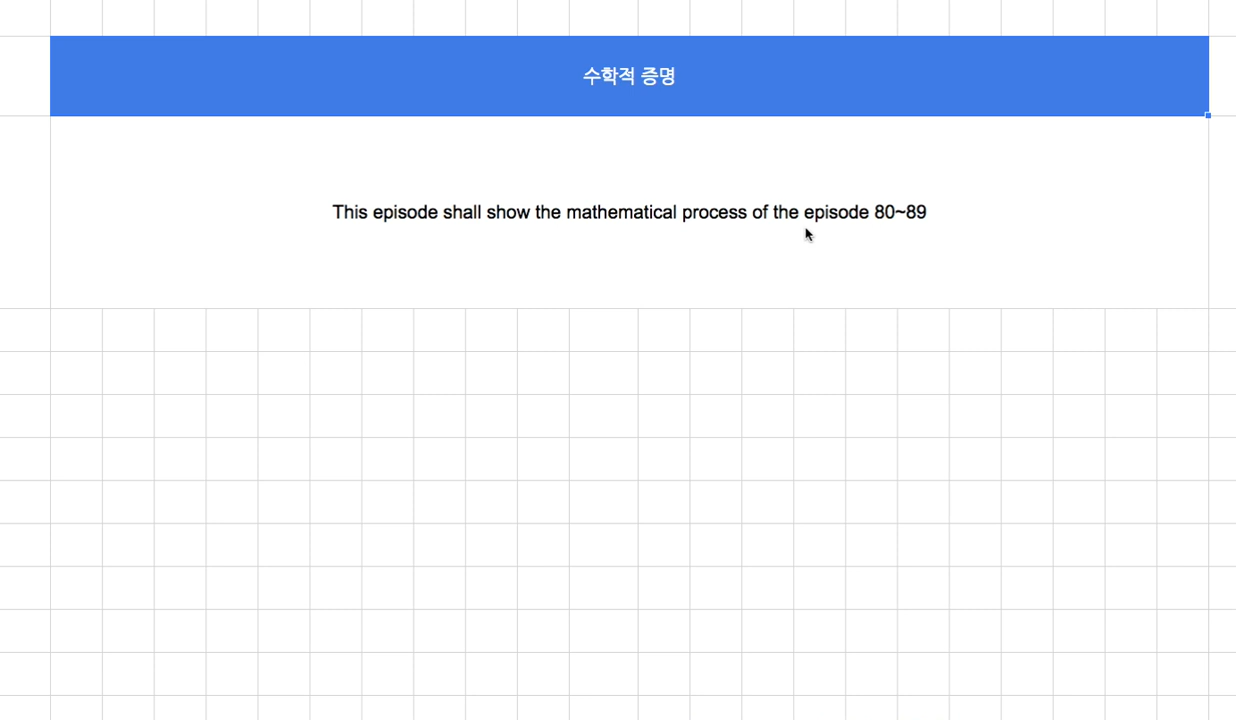 수학적 증명
This episode shall show the mathematical process of the episode 80~89